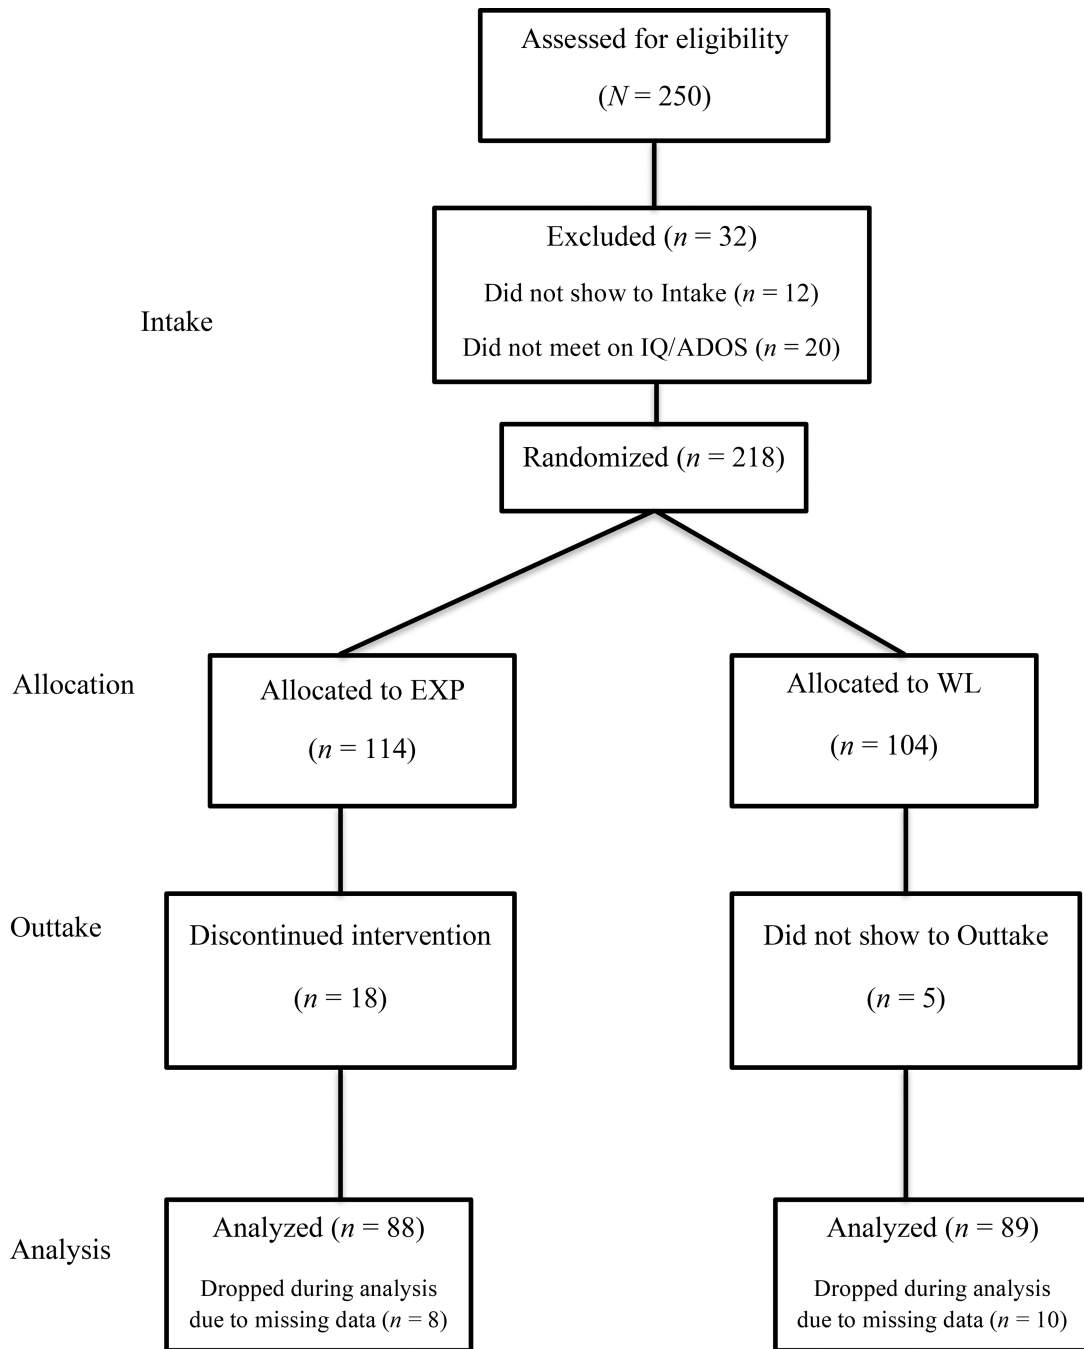 Assessed for eligibility
(N = 250)
Excluded (n = 32)
Did not show to Intake (n = 12)
Did not meet on IQ/ADOS (n = 20)
Intake
Randomized (n = 218)
Allocation
Allocated to EXP
(n = 114)
Allocated to WL
(n = 104)
Outtake
Discontinued intervention
(n = 18)
Did not show to Outtake
(n = 5)
Analysis
Analyzed (n = 88)
Dropped during analysis
due to missing data (n = 8)
Analyzed (n = 89)
Dropped during analysis
due to missing data (n = 10)